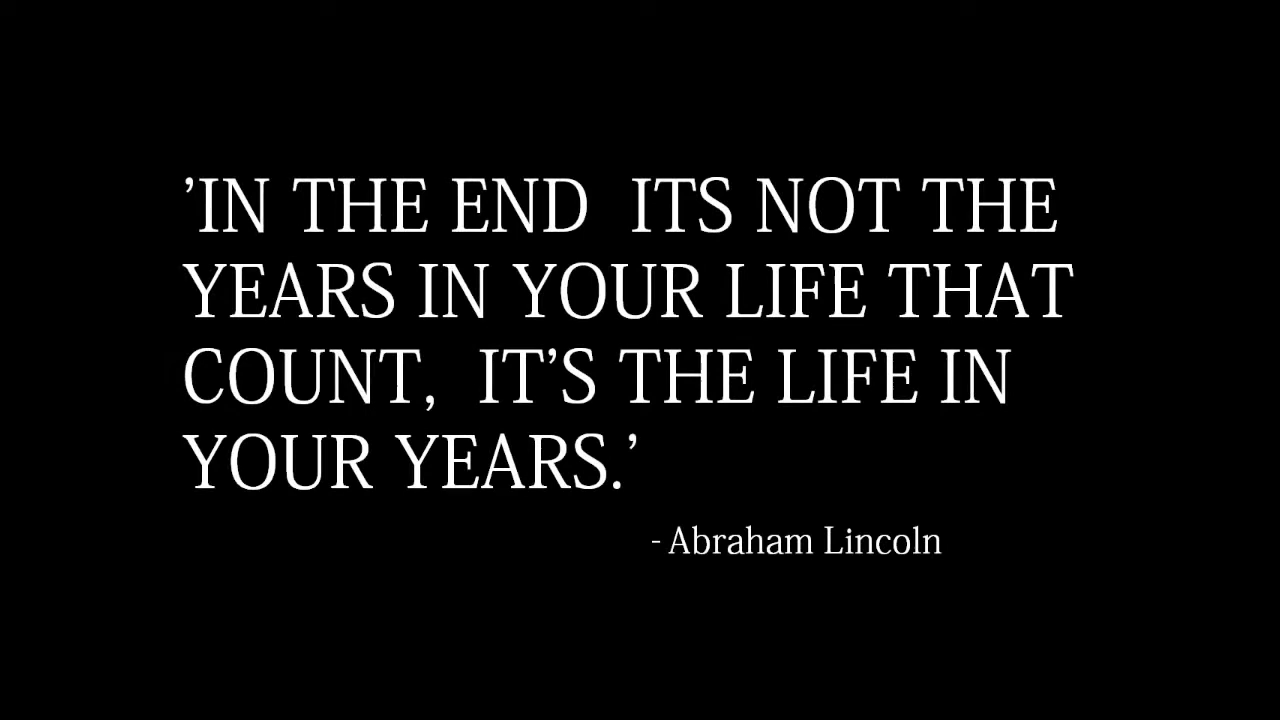 ’IN THE END  ITS NOT THE
YEARS IN YOUR LIFE THAT
COUNT,  IT’S THE LIFE IN
YOUR YEARS.’
- Abraham Lincoln